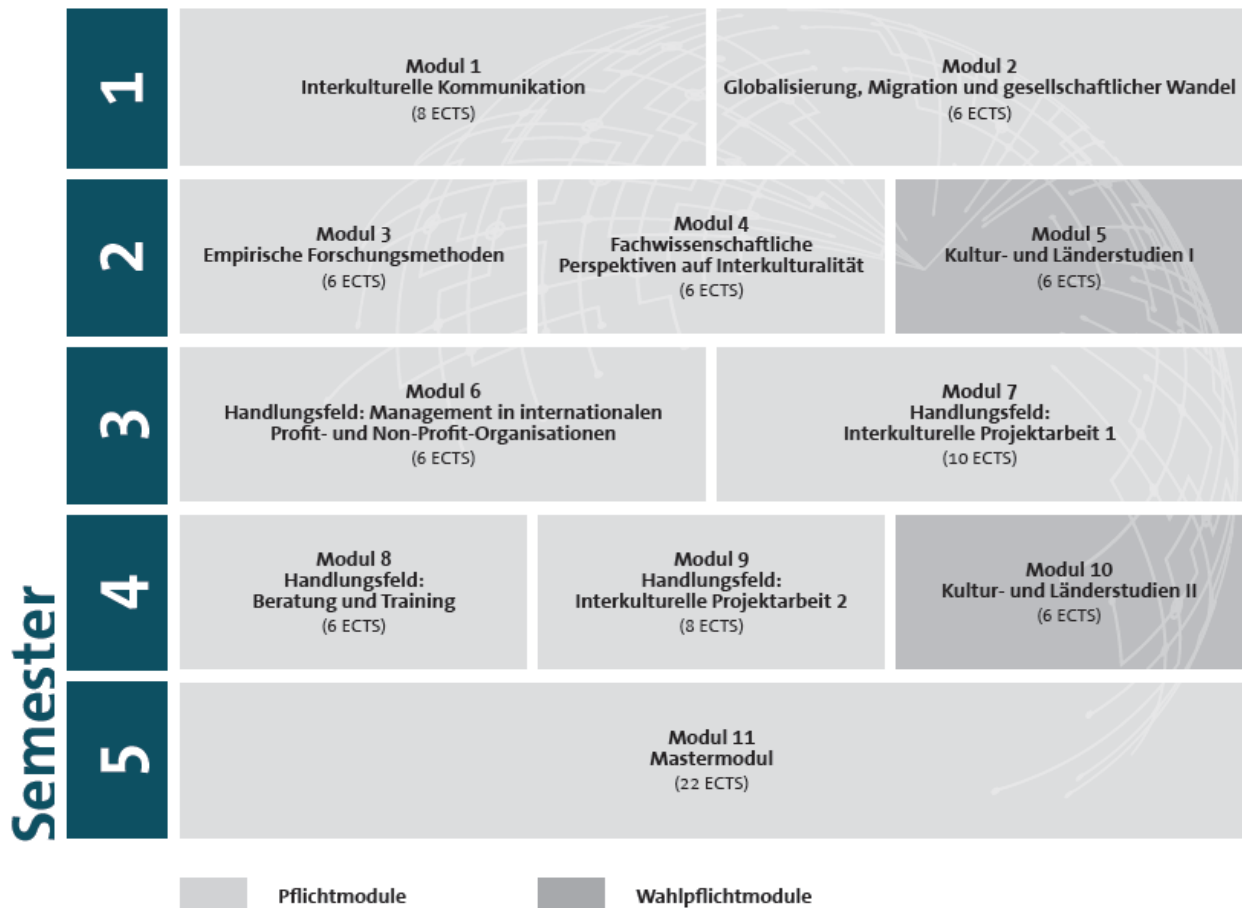 Semester
1
Modul 1
Interkulturelle Kommunikation
(8 ECTS)
Modul 2
Globalisierung, Migration und gesellschaftlicher Wandel
(6 ECTS)
2
Modul 3
Empirische Forschungsmethoden
(6 ECTS)
Modul 4
Fachwissenschaftliche
Perspektiven auf Interkulturalität
(6 ECTS)
Modul 5
Kultur- und Länderstudien I
(6 ECTS)
3
Modul 6
Handlungsfeld: Management in internationalen
Profit- und Non-Profit-Organisationen
(6 ECTS)
Modul 7
Handlungsfeld:
Interkulturelle Projektarbeit 1
(10 ECTS)
4
Modul 8
Handlungsfeld:
Beratung und Training
(6 ECTS)
Modul 9
Handlungsfeld:
Interkulturelle Projektarbeit 2
(8 ECTS)
Modul 10
Kultur- und Länderstudien II
(6 ECTS)
5
Modul 11
Mastermodul
(22 ECTS)
Pflichtmodule
Wahlpflichtmodule